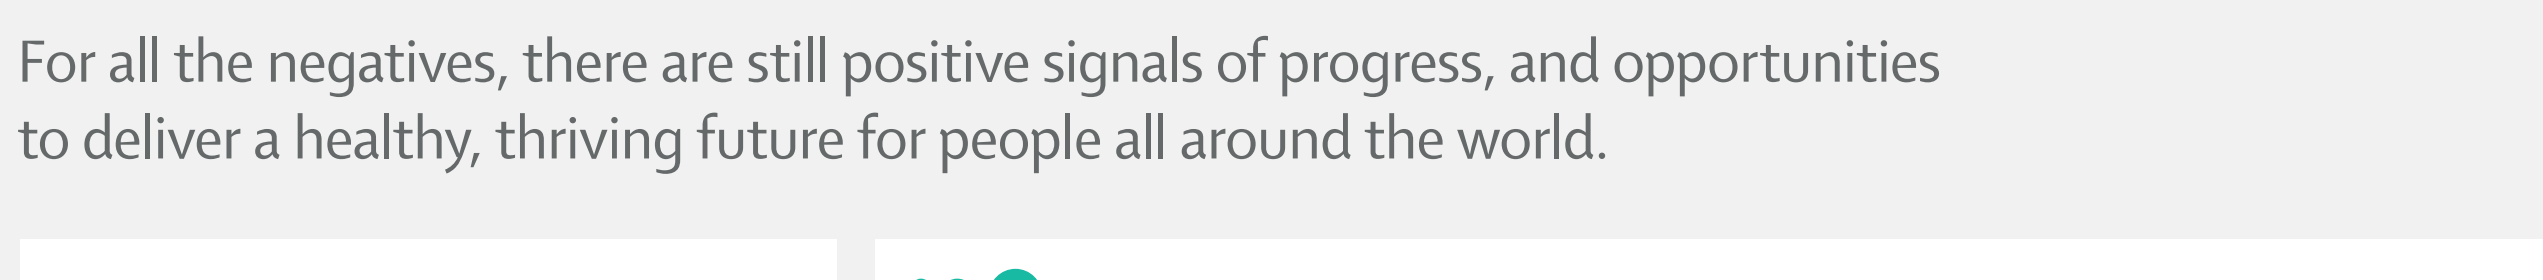 For all the negatives, there are still positive signals of progress, and opportunities
to deliver a healthy, thriving future for people all around the world.